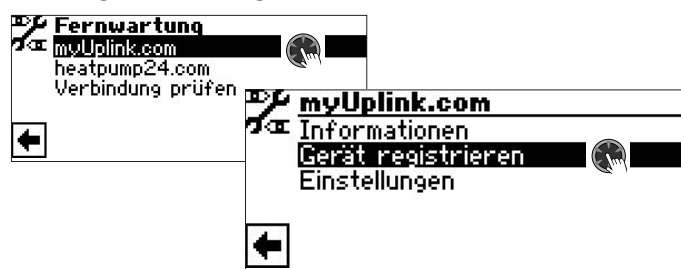 Fernwartung
myUplink.com
heatpump24.com
Verbindung prüfen
myUplink.com
Informationen
Gerät registrieren
Einstellungen